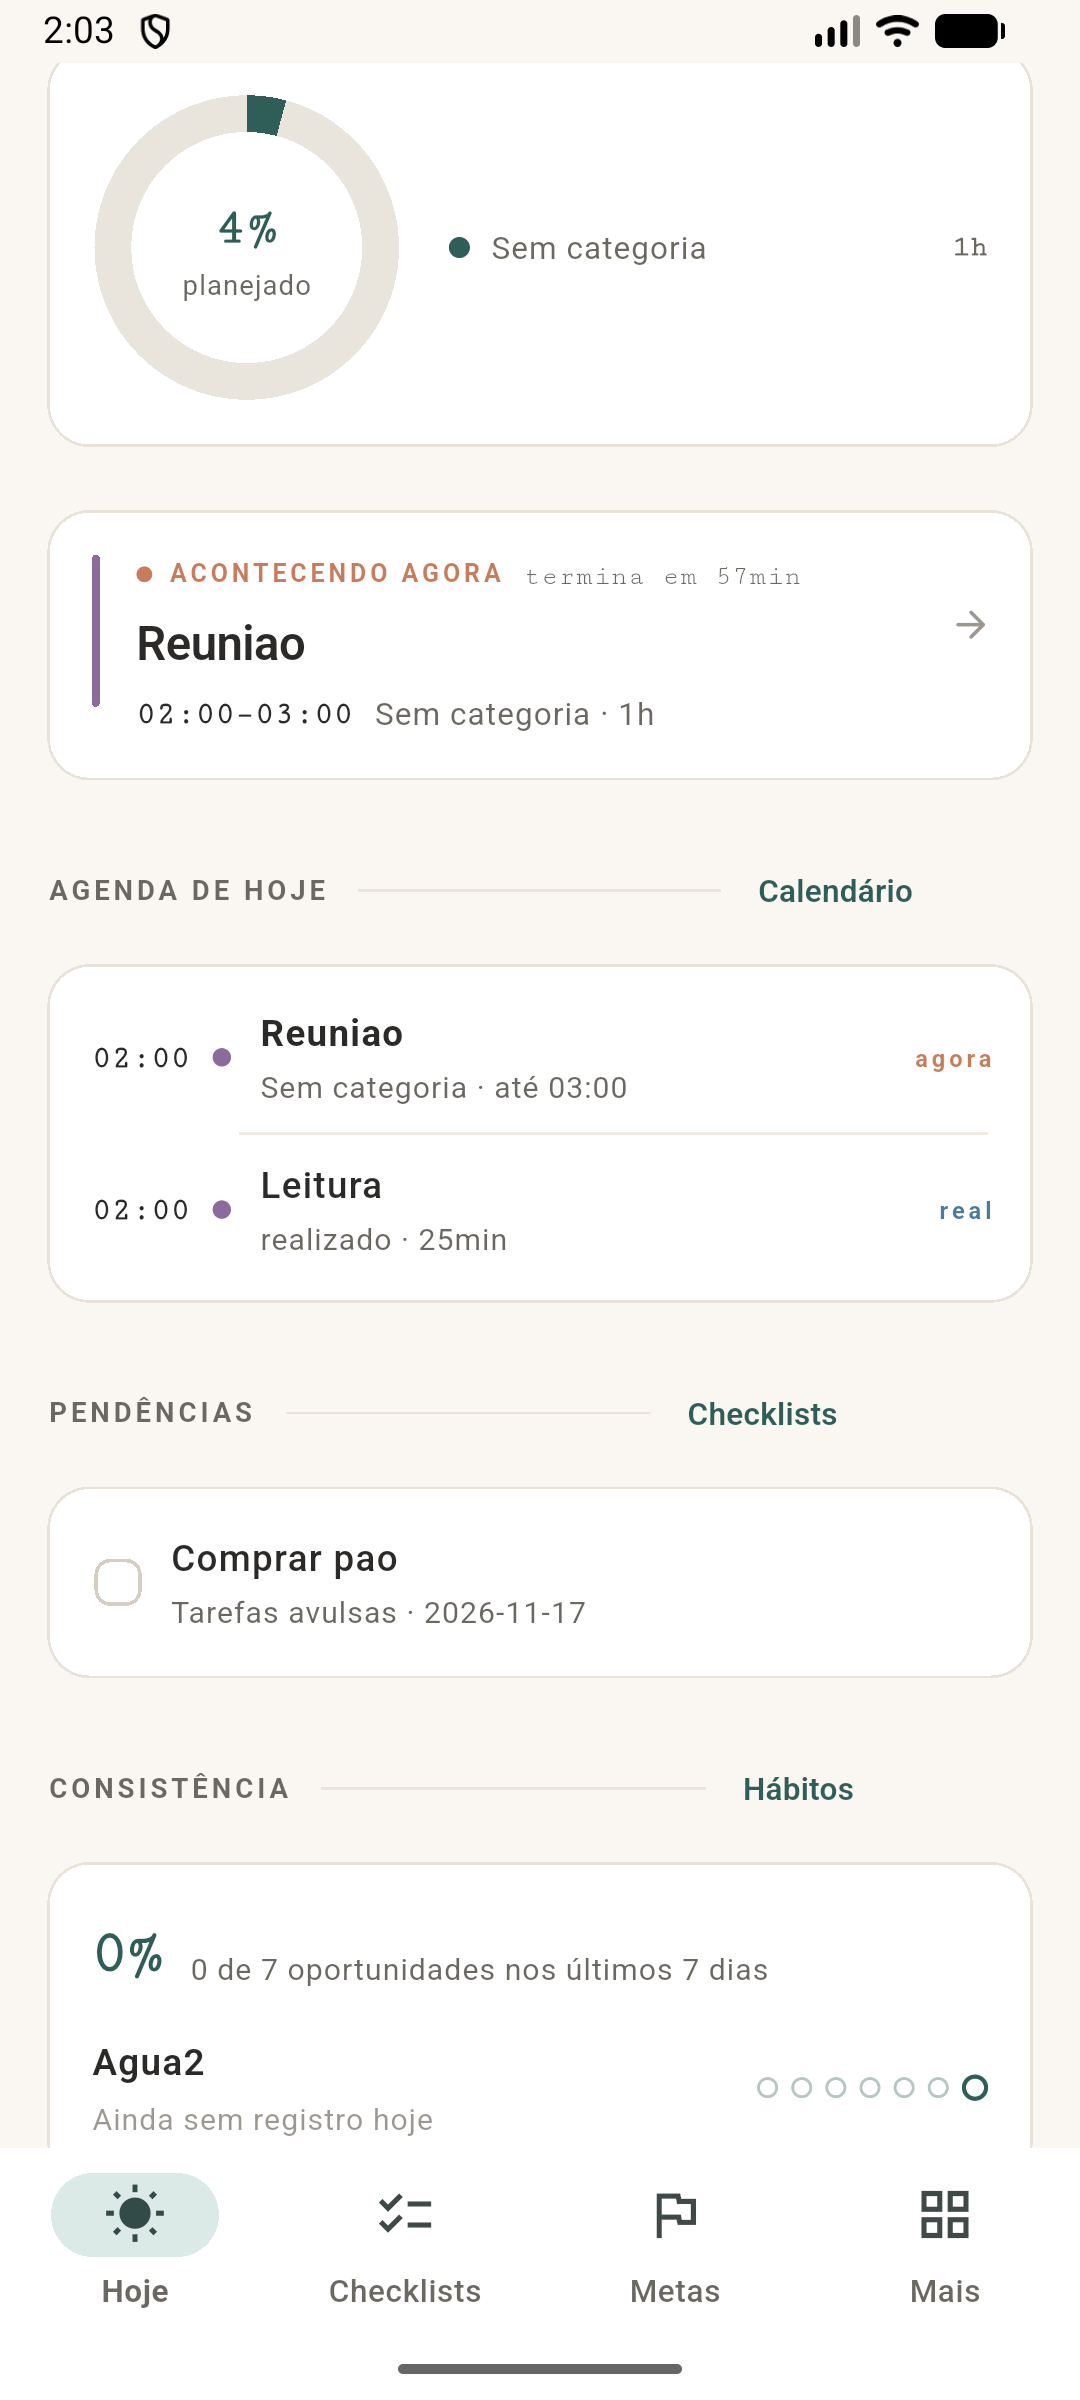 2:03
4%
planejado
Sem categoria
1h
ACONTECENDO AGORA termina em 57min
Reuniao
02:00–03:00 Sem categoria · 1h
AGENDA DE HOJE Calendário
02:00 Reuniao
Sem categoria · até 03:00
agora
02:00 Leitura
realizado · 25min
real
PENDÊNCIAS Checklists
Comprar pao
Tarefas avulsas · 2026-11-17
CONSISTÊNCIA Hábitos
0% 0 de 7 oportunidades nos últimos 7 dias
Agua2
Ainda sem registro hoje
Hoje Checklists Metas Mais